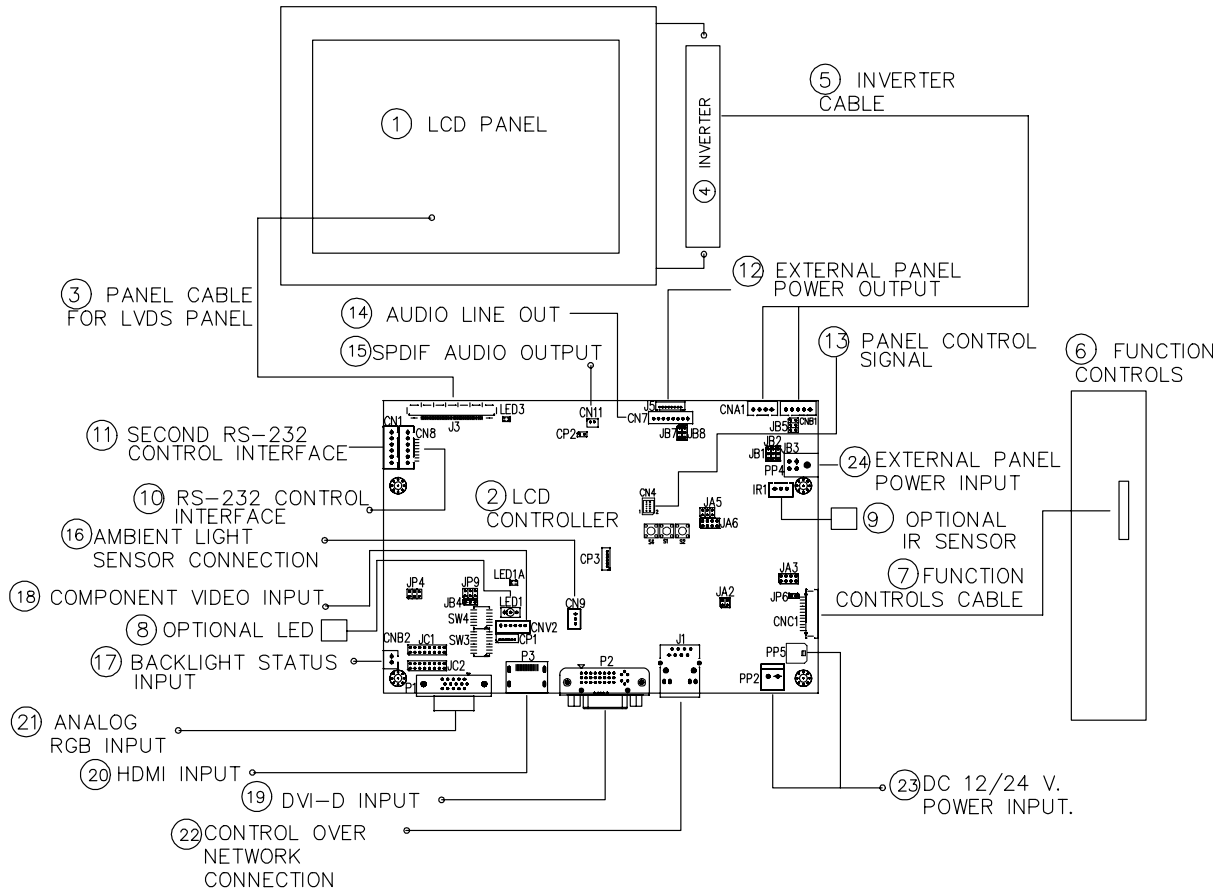 1 LCD PANEL
4 INVERTER
5 INVERTER
CABLE
3 PANEL CABLE
FOR LVDS PANEL
12 EXTERNAL PANEL
POWER OUTPUT
14 AUDIO LINE OUT
15 SPDIF AUDIO OUTPUT
13 PANEL CONTROL
SIGNAL
6 FUNCTION
CONTROLS
11 SECOND RS-232
CONTROL INTERFACE
10 RS-232 CONTROL
INTERFACE
2 LCD
CONTROLLER
24 EXTERNAL PANEL
POWER INPUT
9 OPTIONAL
IR SENSOR
16 AMBIENT LIGHT
SENSOR CONNECTION
7 FUNCTION
CONTROLS CABLE
18 COMPONENT VIDEO INPUT
8 OPTIONAL LED
17 BACKLIGHT STATUS
INPUT
21 ANALOG
RGB INPUT
20 HDMI INPUT
19 DVI-D INPUT
22 CONTROL OVER
NETWORK
CONNECTION
23 DC 12/24 V.
POWER INPUT.
CN1
CN8
J3
LED3
CN11
CP2
J5
CN7
JB7
JB8
CNA1
CNB1
JB5
JB2
JB1
JB3
PP4
IR1
CN4
1 2
JA5
JA6
S4 S1 S2
CP3
JA3
JA2
JP6
CNC1
PP5
PP2
LED1A
JP4
JP9
JB4
LED1
SW4
SW3
CNV2
JCP1
CN9
CNB2
JC1
JC2
P1
P3
P2
J1